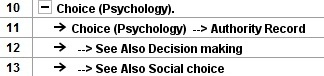 10 Choice (Psychology).
11 → Choice (Psychology) --> Authority Record
12 → --> See Also Decision making
13 → --> See Also Social choice